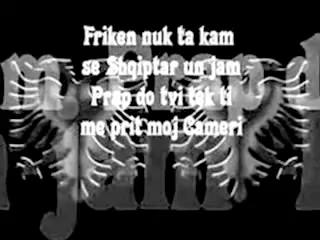 Friken nuk ta kam
se Shqiptar un jam
Prap do tvi tek ti
me prit moj Cameri